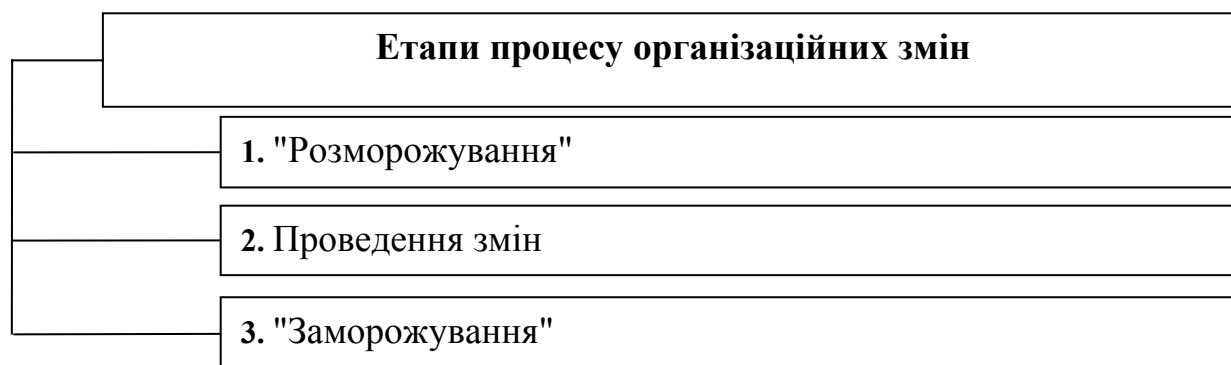 Етапи процесу організаційних змін
1. "Розморожування"
2. Проведення змін
3. "Заморожування"